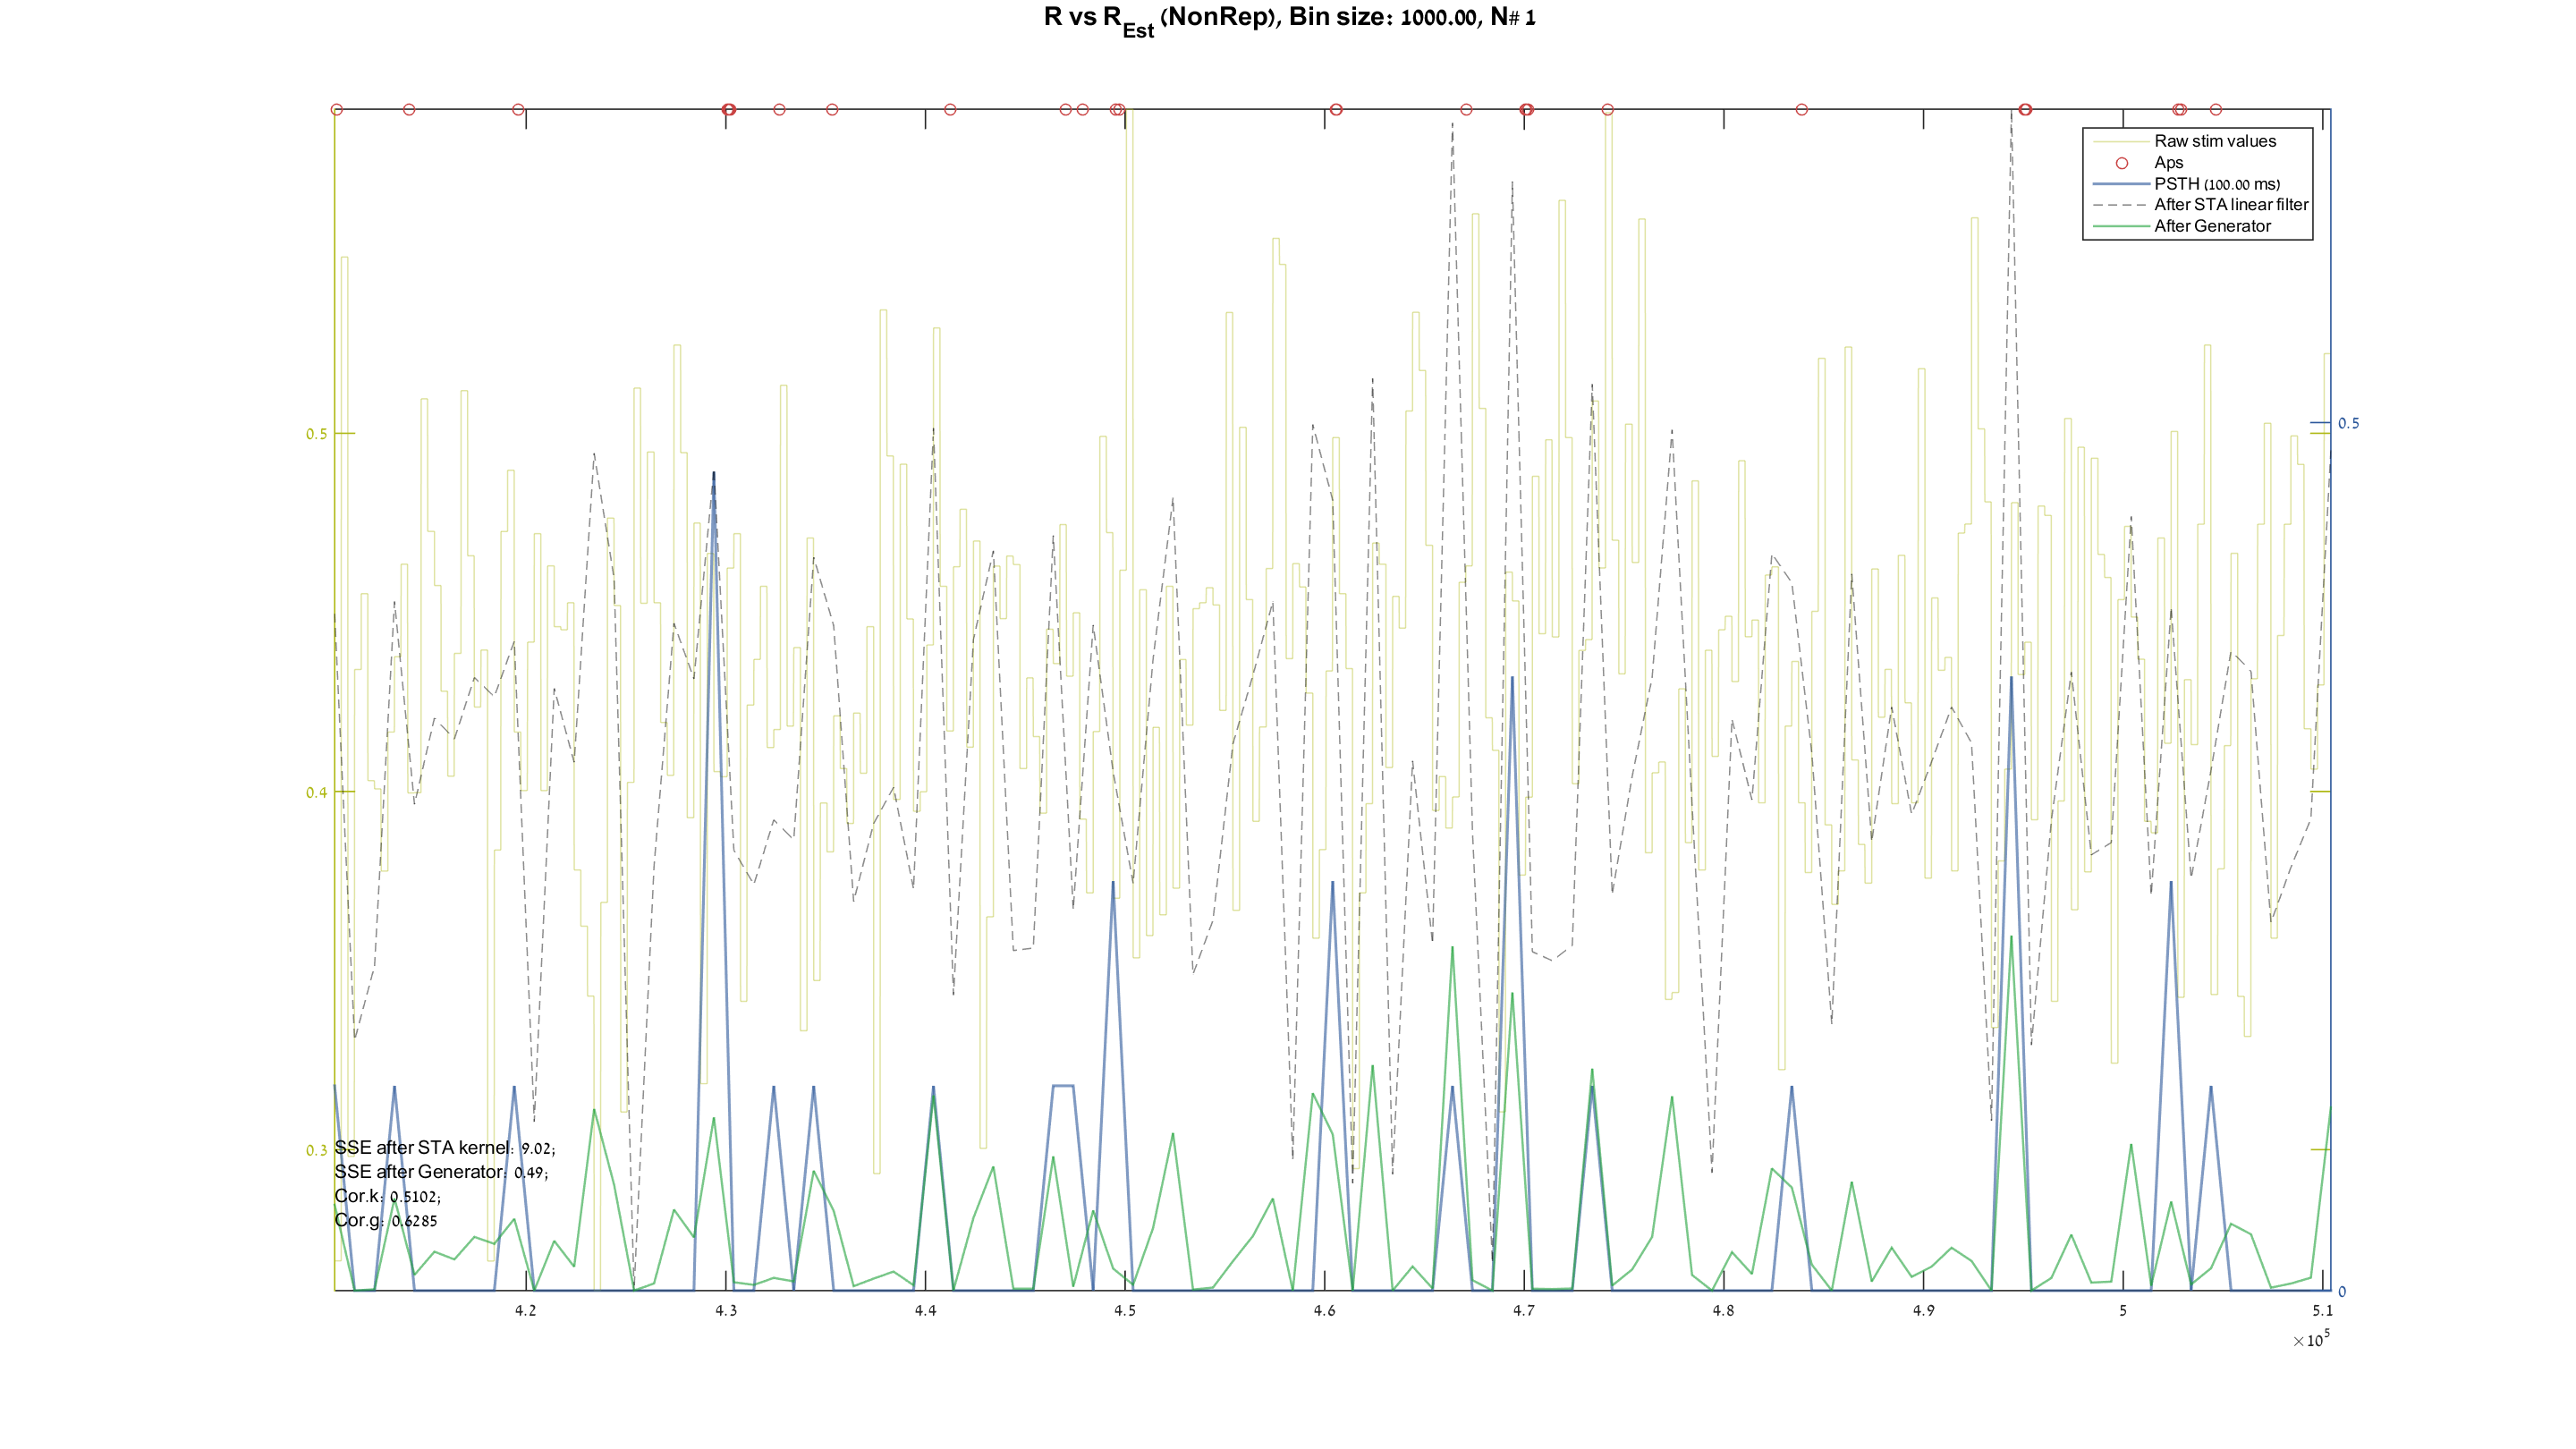 R vs R_Est (NonRep), Bin size: 1000.00, N# 1
Raw stim values
Aps
PSTH (100.00 ms)
After STA linear filter
After Generator
0.5
0.4
0.3
0.5
0
SSE after STA kernel: 9.02;
SSE after Generator: 0.49;
Cor.k: 0.5102;
Cor.g: 0.6285
4.2 4.3 4.4 4.5 4.6 4.7 4.8 4.9 5 5.1
×10^5